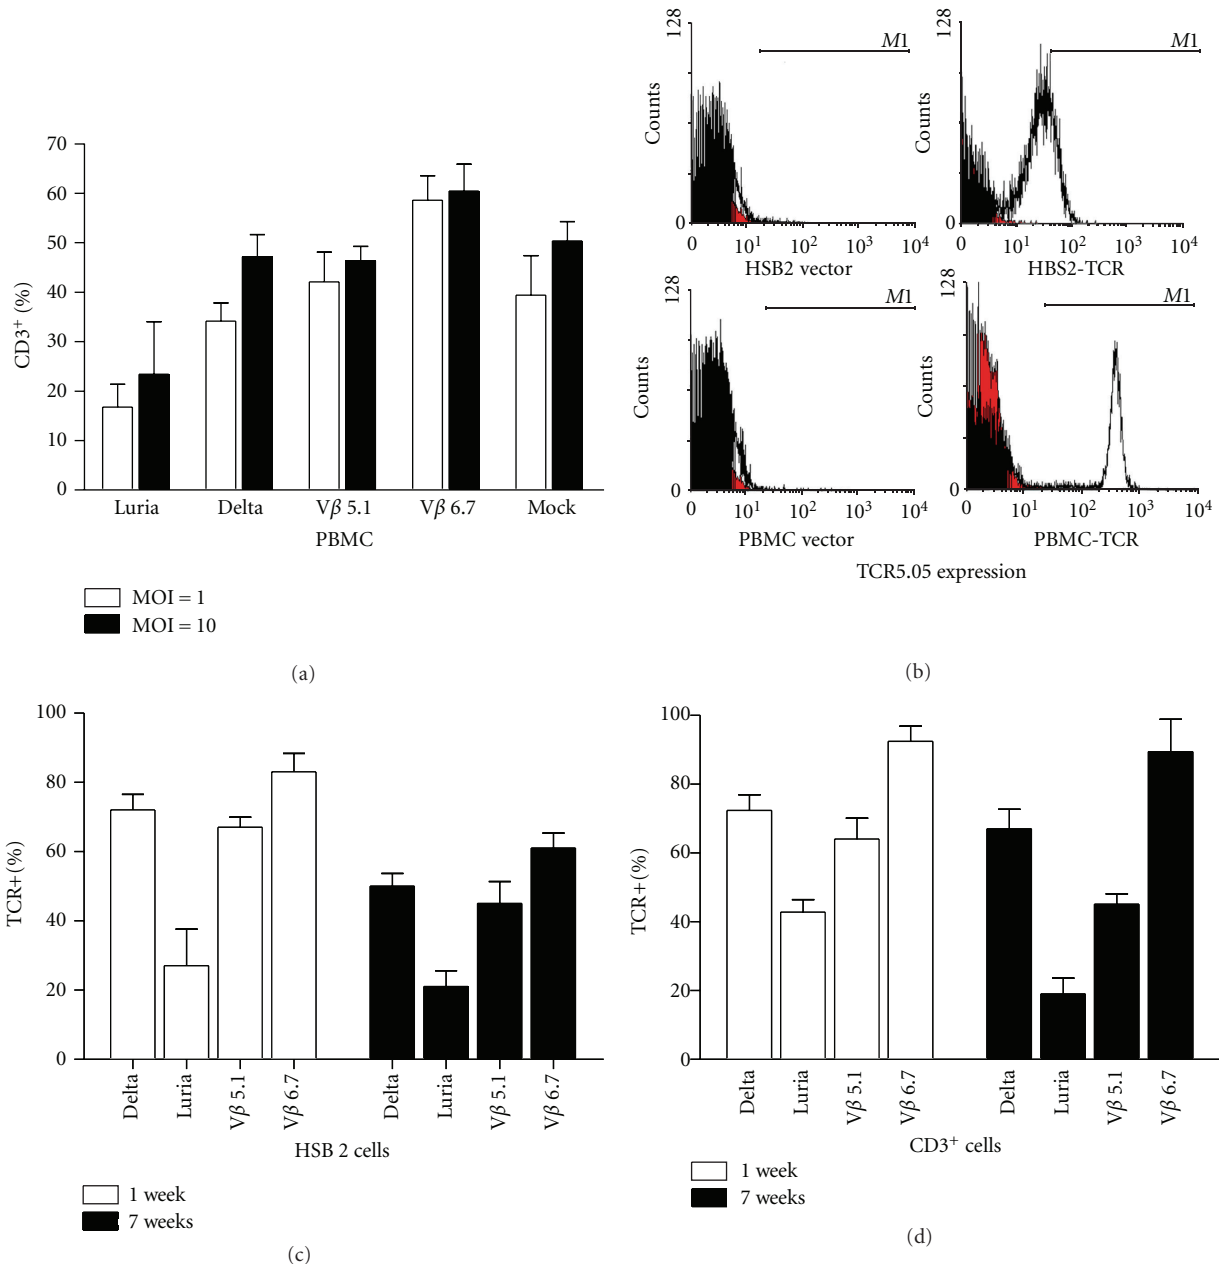 70
60
50
40
30
20
10
0
CD3+ (%)
Luria Delta Vβ 5.1 Vβ 6.7 Mock
PBMC
MOI = 1
MOI = 10
(a)
128
Counts
0
M1
0 10¹ 10² 10³ 10⁴
HSB2 vector
128
Counts
0
M1
0 10¹ 10² 10³ 10⁴
HBS2-TCR
128
Counts
0
M1
0 10¹ 10² 10³ 10⁴
PBMC vector
128
Counts
0
M1
0 10¹ 10² 10³ 10⁴
PBMC-TCR
TCR5.05 expression
(b)
100
80
60
40
20
0
TCR+(%)
Delta Luria Vβ 5.1 Vβ 6.7 Delta Luria Vβ 5.1 Vβ 6.7
HSB 2 cells
1 week
7 weeks
(c)
100
80
60
40
20
0
TCR+(%)
Delta Luria Vβ 5.1 Vβ 6.7 Delta Luria Vβ 5.1 Vβ 6.7
CD3+ cells
1 week
7 weeks
(d)